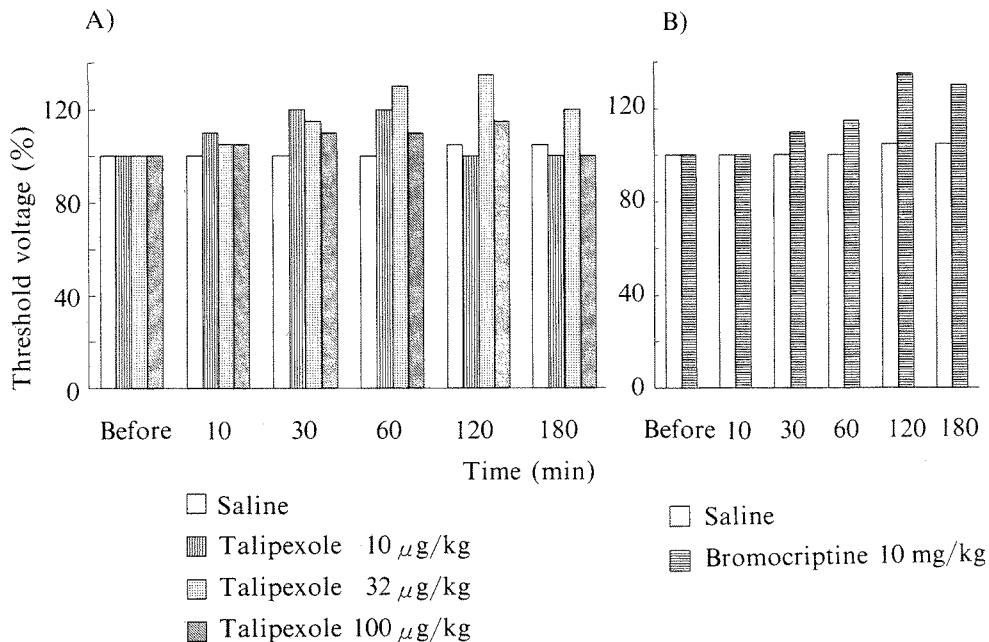 A)
Threshold voltage (%)
120
80
40
0
Before 10 30 60 120 180
B)
120
80
40
0
Before 10 30 60 120 180
Time (min)
Saline
Talipexole 10 μg/kg
Talipexole 32 μg/kg
Talipexole 100 μg/kg
Saline
Bromocriptine 10 mg/kg